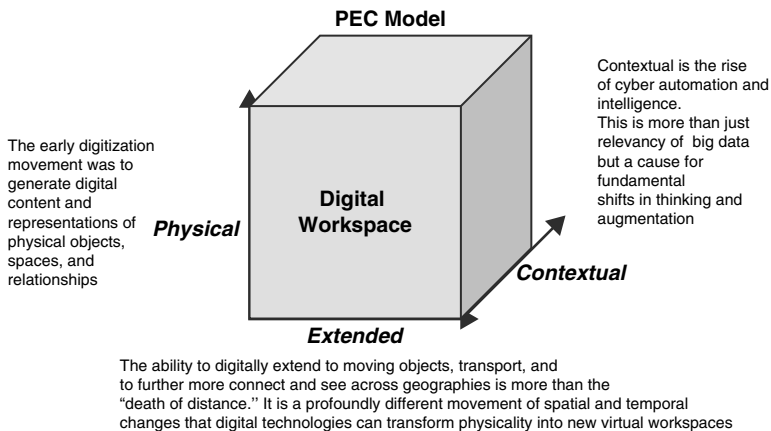 PEC Model
Contextual is the rise
of cyber automation and
intelligence.
This is more than just
relevancy of big data
but a cause for
fundamental
shifts in thinking and
augmentation
The early digitization
movement was to
generate digital
content and
representations of
physical objects,
spaces, and
relationships
Physical
Digital
Workspace
Contextual
Extended
The ability to digitally extend to moving objects, transport, and
to further more connect and see across geographies is more than the
“death of distance.’’ It is a profoundly different movement of spatial and temporal
changes that digital technologies can transform physicality into new virtual workspaces